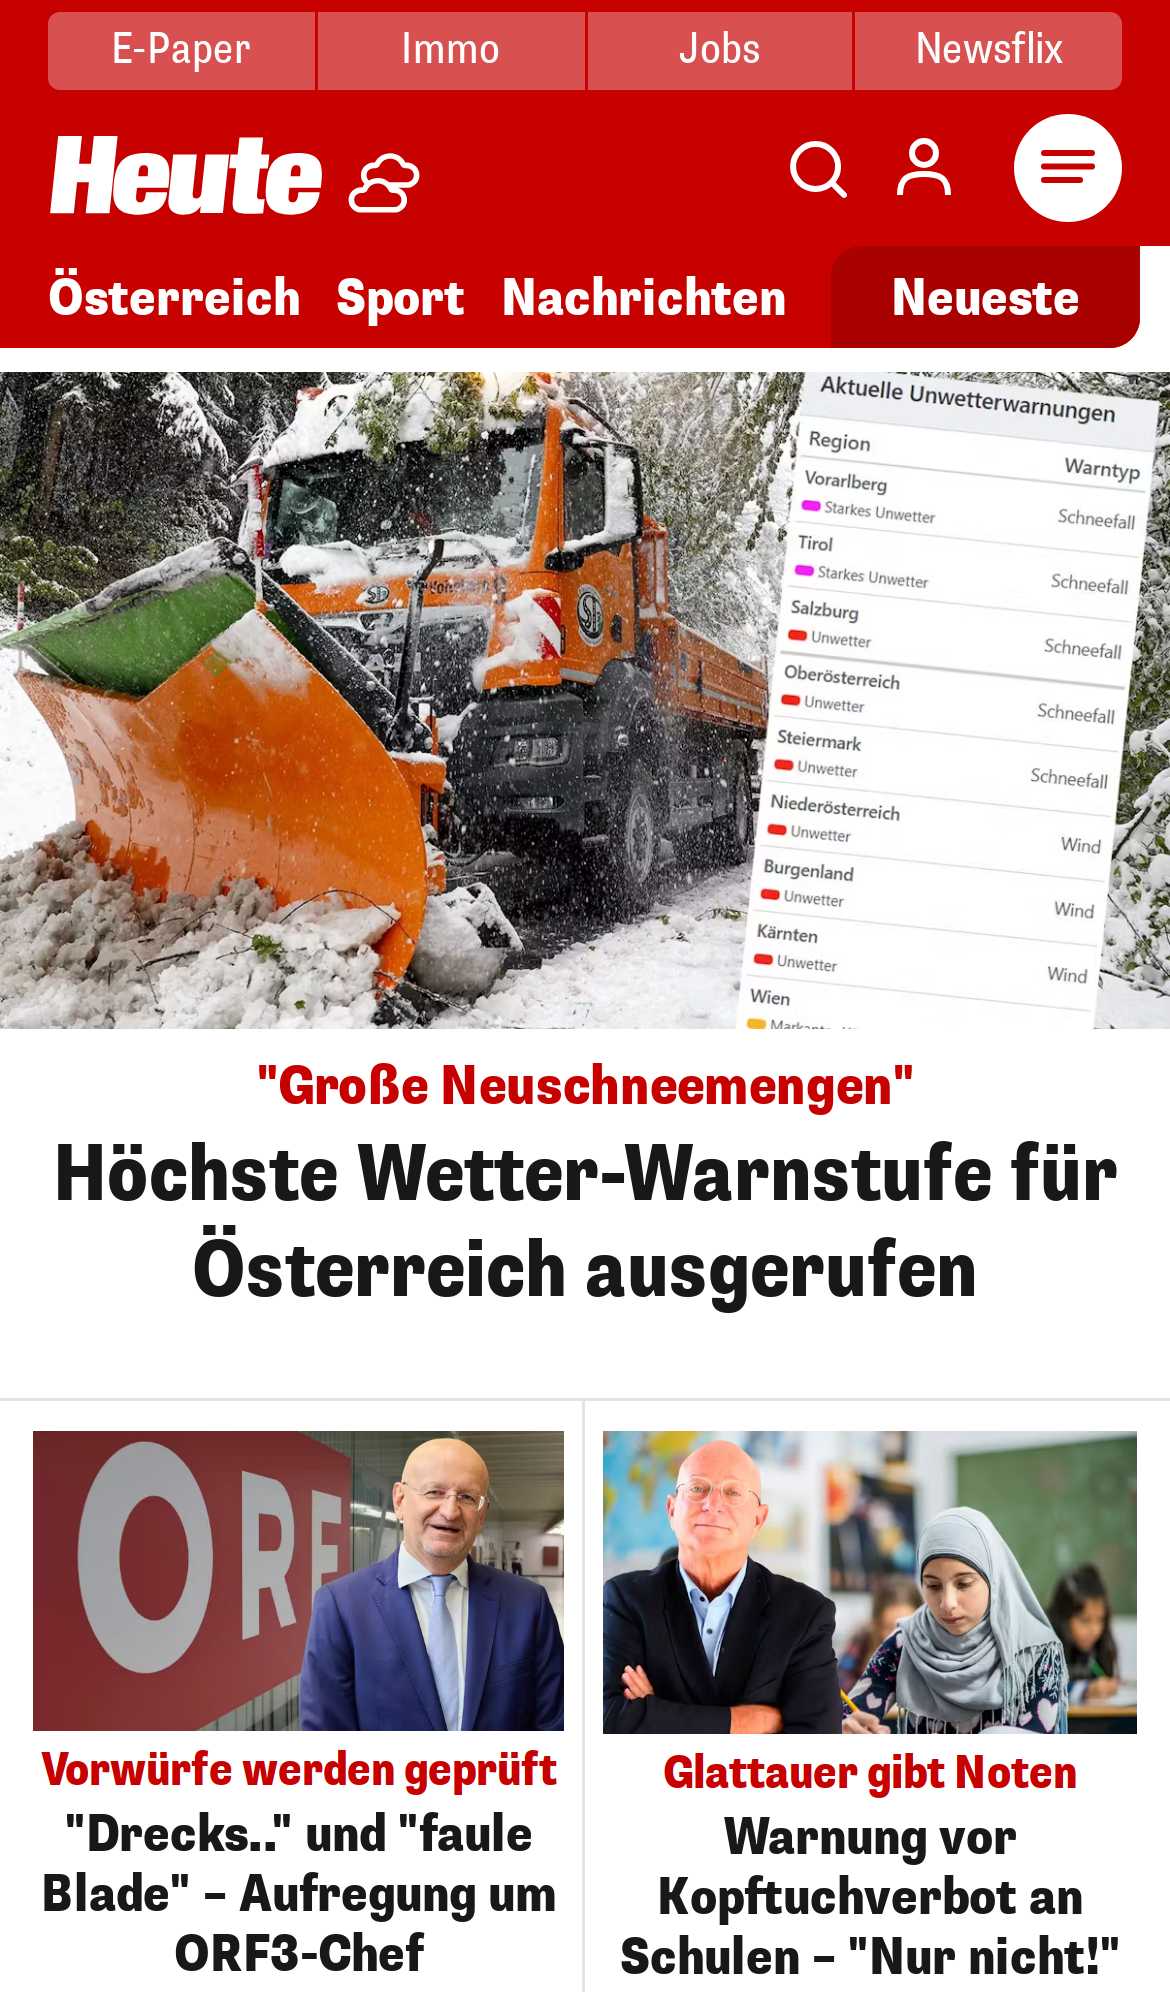 E-Paper
Immo
Jobs
Newsflix
Heute
Österreich
Sport
Nachrichten
Neueste
Aktuelle Unwetterwarnungen
Region
Warntyp
Vorarlberg
Starkes Unwetter
Schneefall
Tirol
Starkes Unwetter
Schneefall
Salzburg
Unwetter
Schneefall
Oberösterreich
Unwetter
Schneefall
Steiermark
Unwetter
Schneefall
Niederösterreich
Unwetter
Wind
Burgenland
Unwetter
Wind
Kärnten
Unwetter
Wind
Wien
"Große Neuschneemengen"
Höchste Wetter-Warnstufe für
Österreich ausgerufen
ORF
Vorwürfe werden geprüft
"Drecks.." und "faule
Blade" – Aufregung um
ORF3-Chef
Glattauer gibt Noten
Warnung vor
Kopftuchverbot an
Schulen – "Nur nicht!"